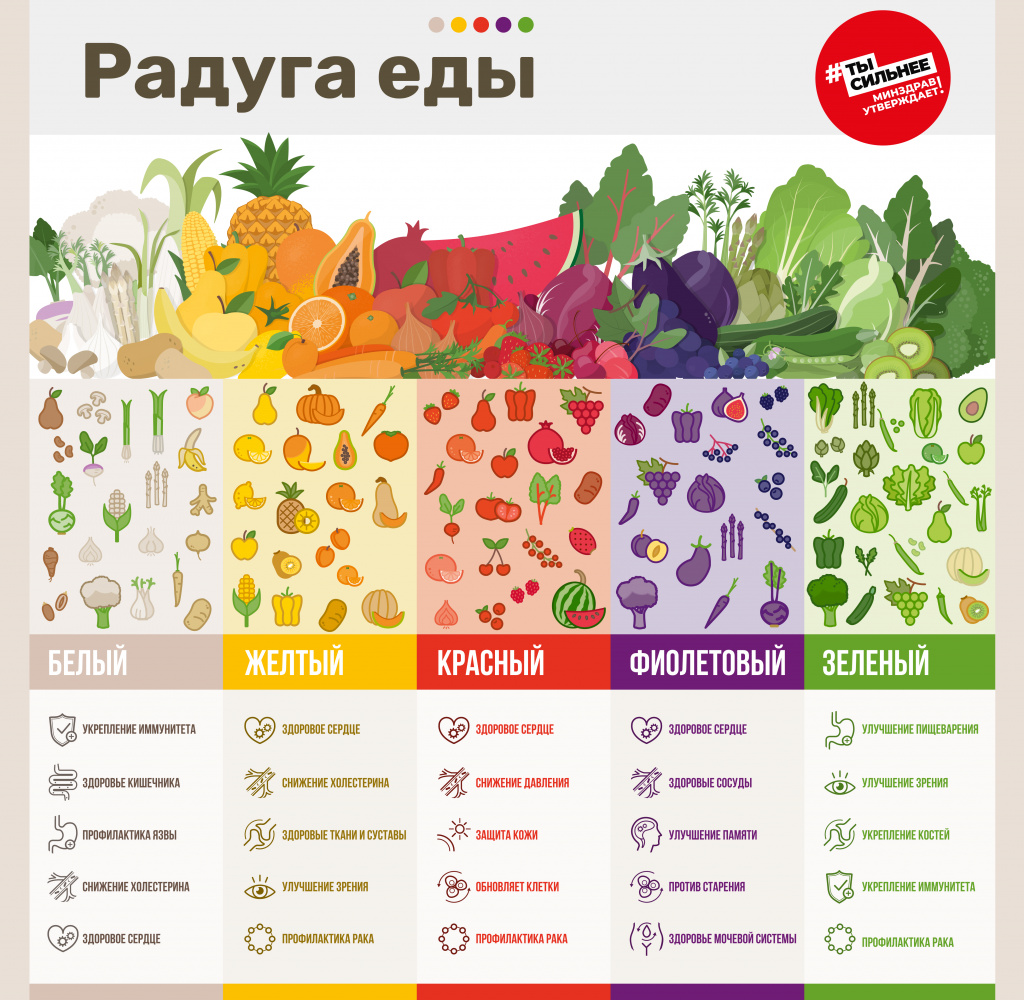 Радуга еды
#ТЫ
СИЛЬНЕЕ
МИНЗДРАВ
УТВЕРЖДАЕТ!
БЕЛЫЙ
УКРЕПЛЕНИЕ ИММУНИТЕТА
ЗДОРОВЬЕ КИШЕЧНИКА
ПРОФИЛАКТИКА ЯЗВЫ
СНИЖЕНИЕ ХОЛЕСТЕРИНА
ЗДОРОВОЕ СЕРДЦЕ
ЖЕЛТЫЙ
ЗДОРОВОЕ СЕРДЦЕ
СНИЖЕНИЕ ХОЛЕСТЕРИНА
ЗДОРОВЫЕ ТКАНИ И СУСТАВЫ
УЛУЧШЕНИЕ ЗРЕНИЯ
ПРОФИЛАКТИКА РАКА
КРАСНЫЙ
ЗДОРОВОЕ СЕРДЦЕ
СНИЖЕНИЕ ДАВЛЕНИЯ
ЗАЩИТА КОЖИ
ОБНОВЛЯЕТ КЛЕТКИ
ПРОФИЛАКТИКА РАКА
ФИОЛЕТОВЫЙ
ЗДОРОВОЕ СЕРДЦЕ
ЗДОРОВЫЕ СОСУДЫ
УЛУЧШЕНИЕ ПАМЯТИ
ПРОТИВ СТАРЕНИЯ
ЗДОРОВЬЕ МОЧЕВОЙ СИСТЕМЫ
ЗЕЛЕНЫЙ
УЛУЧШЕНИЕ ПИЩЕВАРЕНИЯ
УЛУЧШЕНИЕ ЗРЕНИЯ
УКРЕПЛЕНИЕ КОСТЕЙ
УКРЕПЛЕНИЕ ИММУНИТЕТА
ПРОФИЛАКТИКА РАКА